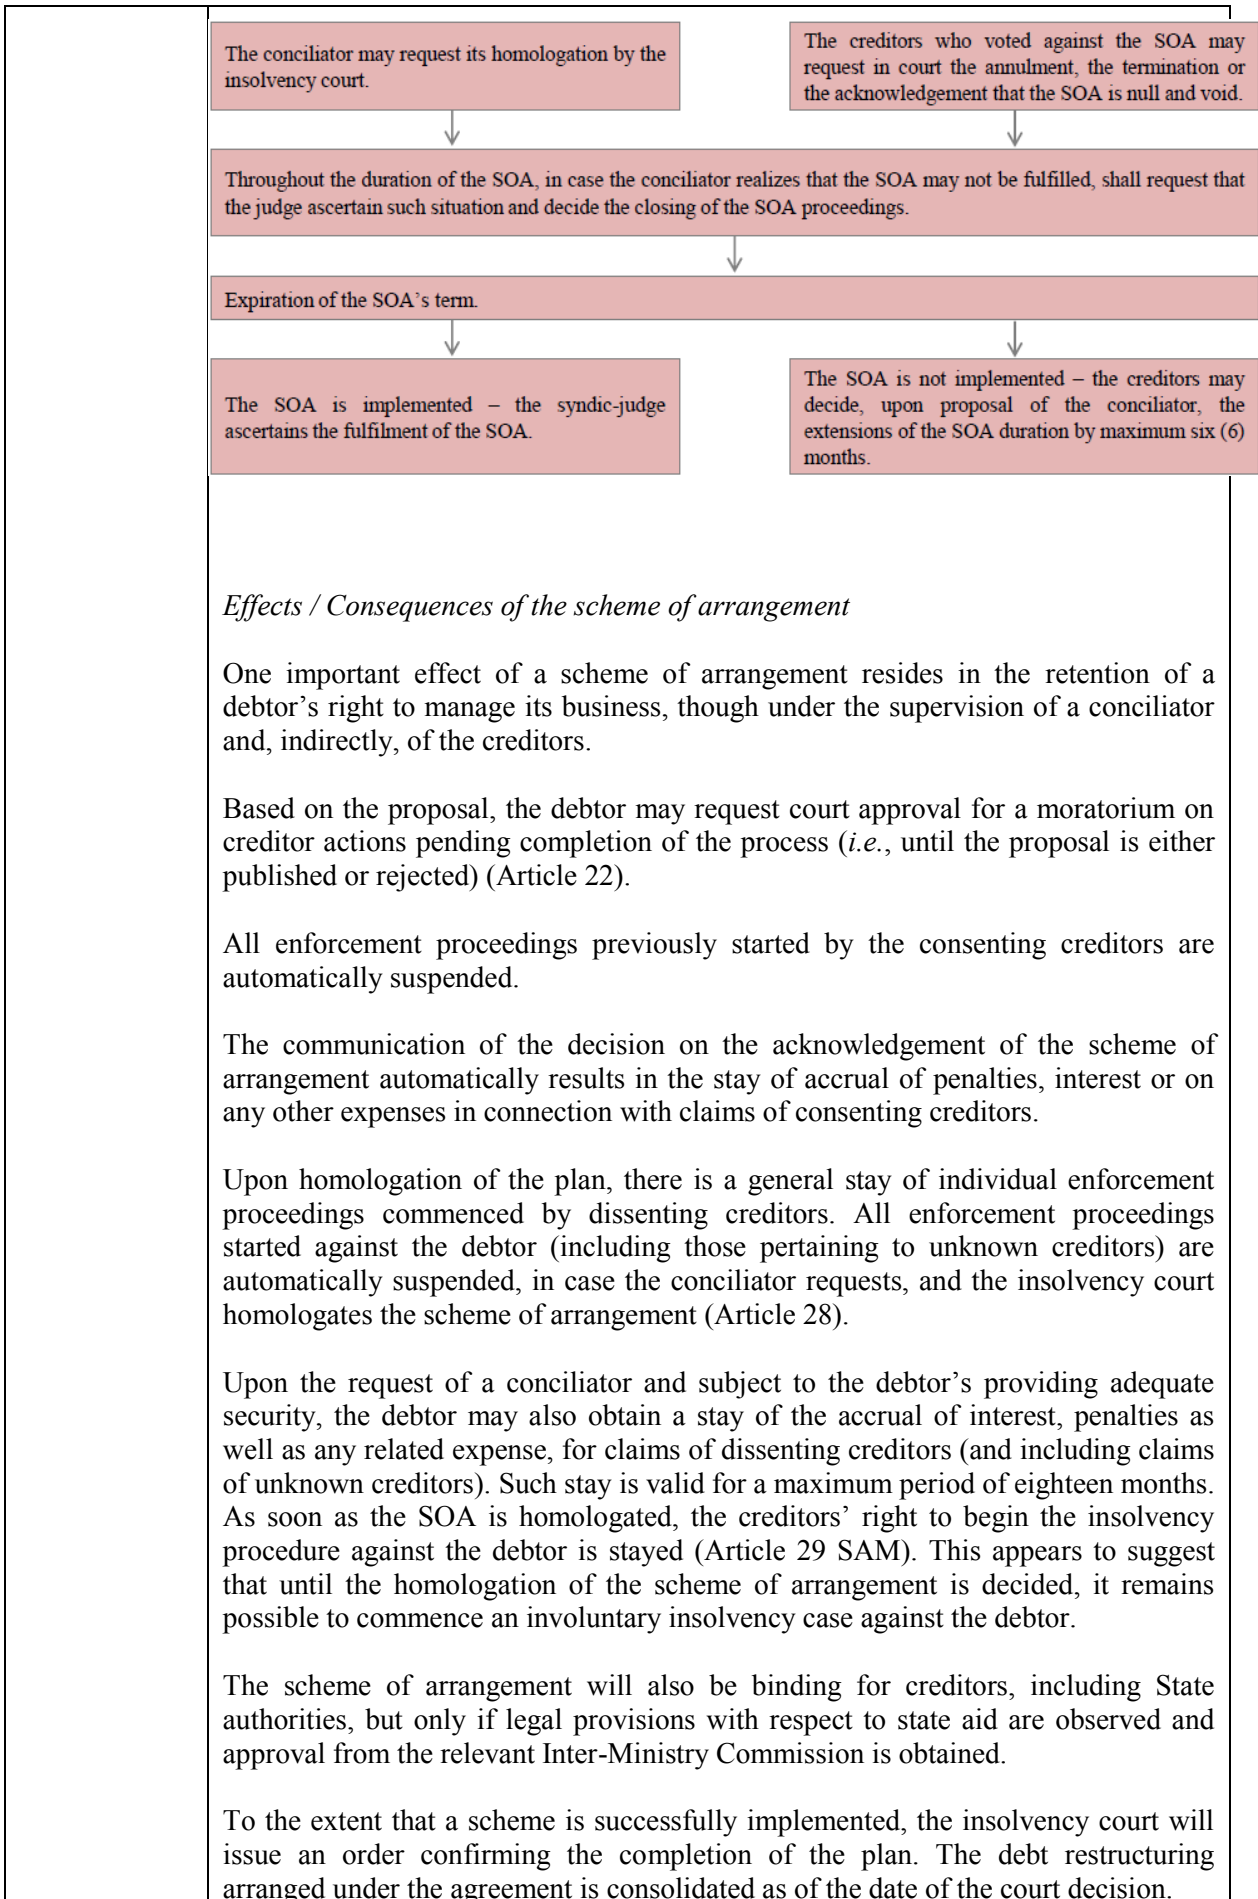 The conciliator may request its homologation by the
insolvency court.
The creditors who voted against the SOA may
request in court the annulment, the termination or
the acknowledgement that the SOA is null and void.
Throughout the duration of the SOA, in case the conciliator realizes that the SOA may not be fulfilled, shall request that
the judge ascertain such situation and decide the closing of the SOA proceedings.
Expiration of the SOA's term.
The SOA is implemented – the syndic-judge
ascertains the fulfilment of the SOA.
The SOA is not implemented – the creditors may
decide, upon proposal of the conciliator, the
extensions of the SOA duration by maximum six (6)
months.
Effects / Consequences of the scheme of arrangement
One important effect of a scheme of arrangement resides in the retention of a
debtor's right to manage its business, though under the supervision of a conciliator
and, indirectly, of the creditors.
Based on the proposal, the debtor may request court approval for a moratorium on
creditor actions pending completion of the process (i.e., until the proposal is either
published or rejected) (Article 22).
All enforcement proceedings previously started by the consenting creditors are
automatically suspended.
The communication of the decision on the acknowledgement of the scheme of
arrangement automatically results in the stay of accrual of penalties, interest or on
any other expenses in connection with claims of consenting creditors.
Upon homologation of the plan, there is a general stay of individual enforcement
proceedings commenced by dissenting creditors. All enforcement proceedings
started against the debtor (including those pertaining to unknown creditors) are
automatically suspended, in case the conciliator requests, and the insolvency court
homologates the scheme of arrangement (Article 28).
Upon the request of a conciliator and subject to the debtor's providing adequate
security, the debtor may also obtain a stay of the accrual of interest, penalties as
well as any related expense, for claims of dissenting creditors (and including claims
of unknown creditors). Such stay is valid for a maximum period of eighteen months.
As soon as the SOA is homologated, the creditors' right to begin the insolvency
procedure against the debtor is stayed (Article 29 SAM). This appears to suggest
that until the homologation of the scheme of arrangement is decided, it remains
possible to commence an involuntary insolvency case against the debtor.
The scheme of arrangement will also be binding for creditors, including State
authorities, but only if legal provisions with respect to state aid are observed and
approval from the relevant Inter-Ministry Commission is obtained.
To the extent that a scheme is successfully implemented, the insolvency court will
issue an order confirming the completion of the plan. The debt restructuring
arranged under the agreement is consolidated as of the date of the court decision.